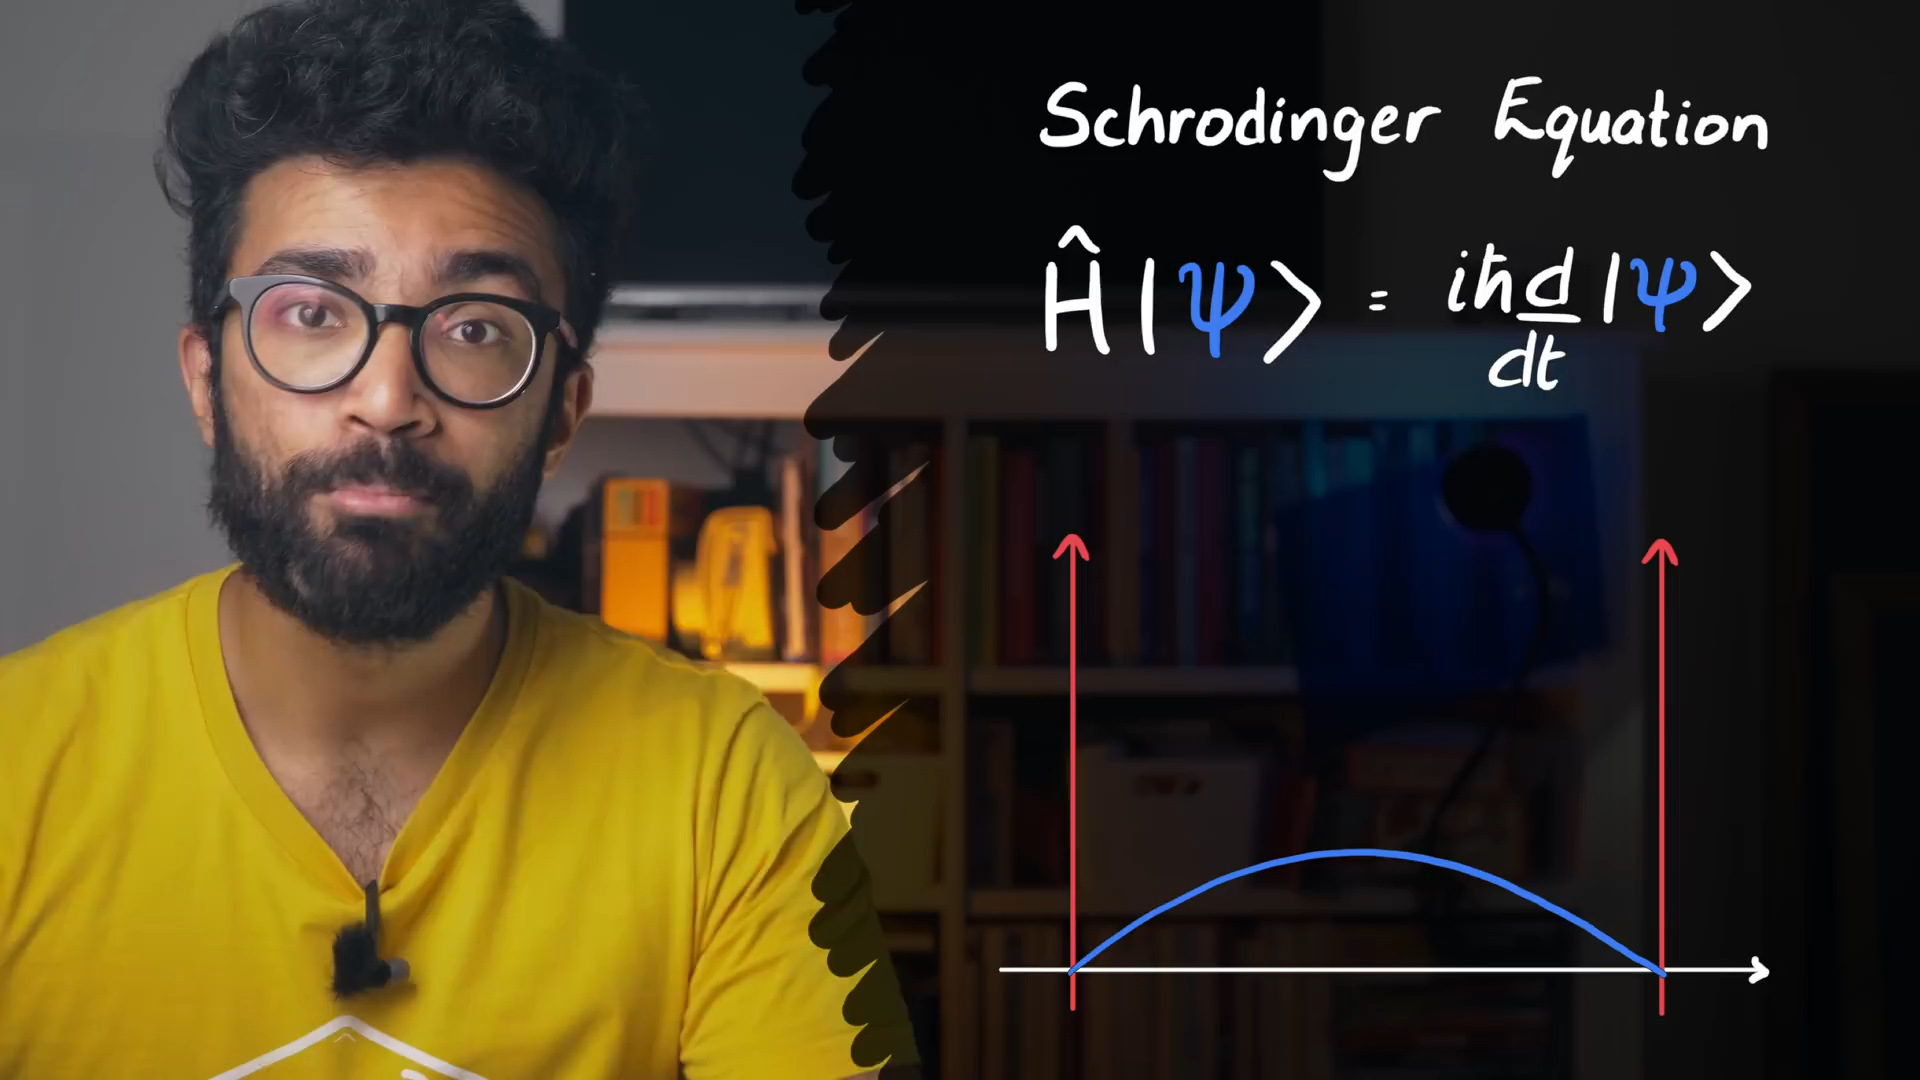 Schrodinger Equation
Ĥ|ψ⟩ = iħd/dt|ψ⟩